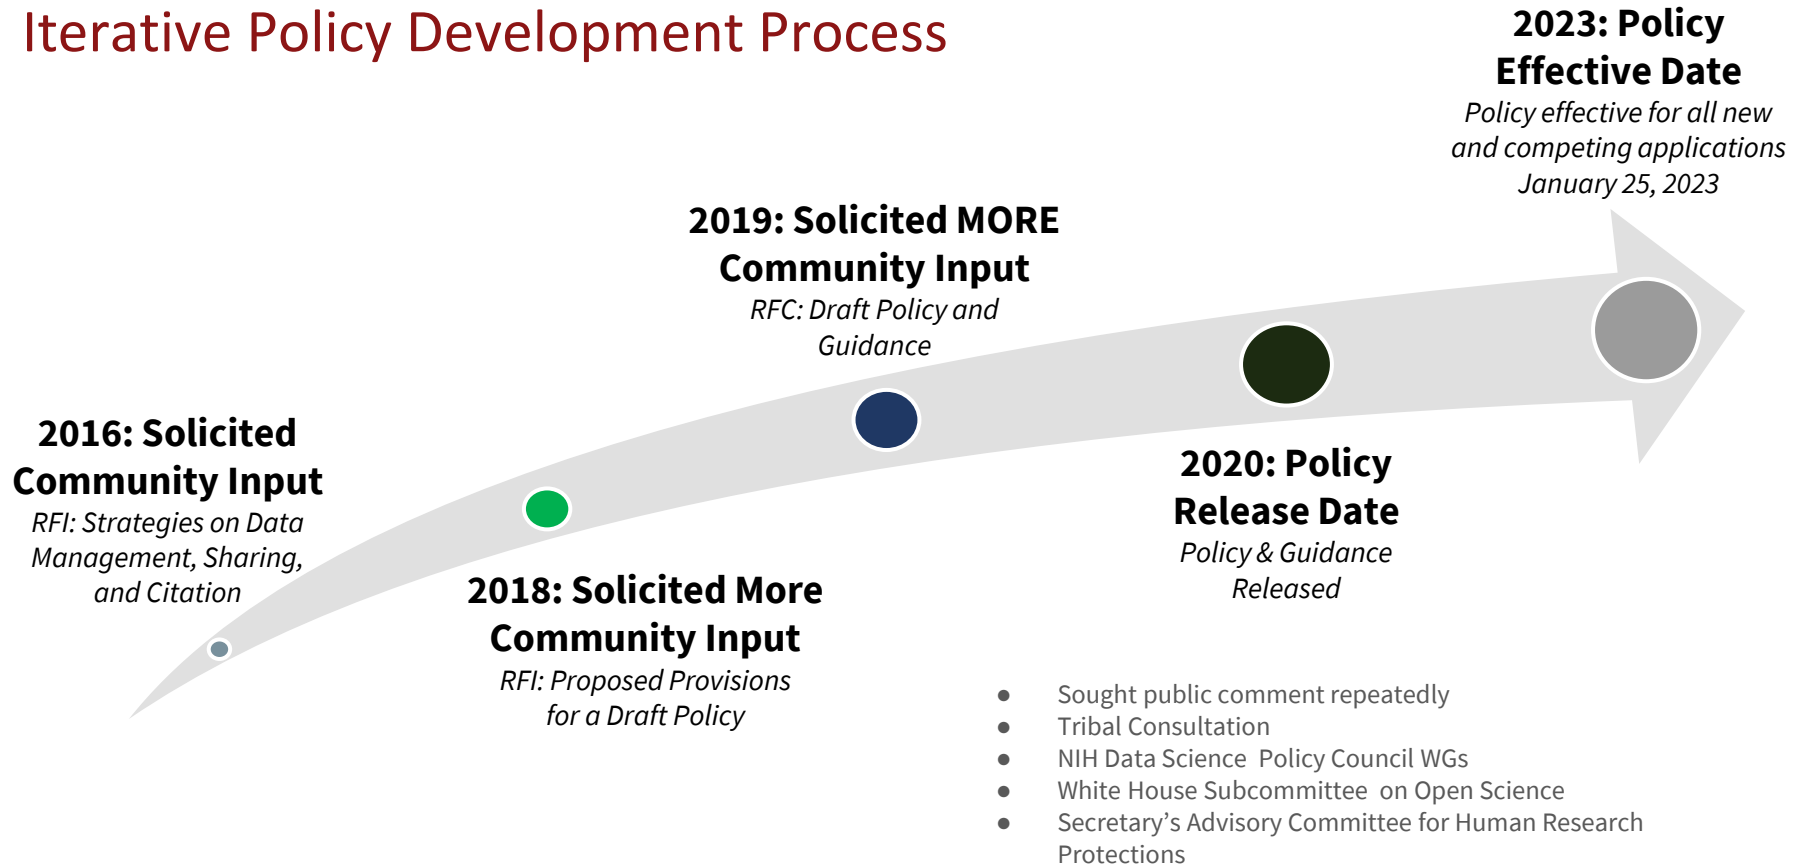 Iterative Policy Development Process
2016: Solicited
Community Input
RFI: Strategies on Data
Management, Sharing,
and Citation
2018: Solicited More
Community Input
RFI: Proposed Provisions
for a Draft Policy
2019: Solicited MORE
Community Input
RFC: Draft Policy and
Guidance
2020: Policy
Release Date
Policy & Guidance
Released
2023: Policy
Effective Date
Policy effective for all new
and competing applications
January 25, 2023
● Sought public comment repeatedly
● Tribal Consultation
● NIH Data Science Policy Council WGs
● White House Subcommittee on Open Science
● Secretary’s Advisory Committee for Human Research
Protections